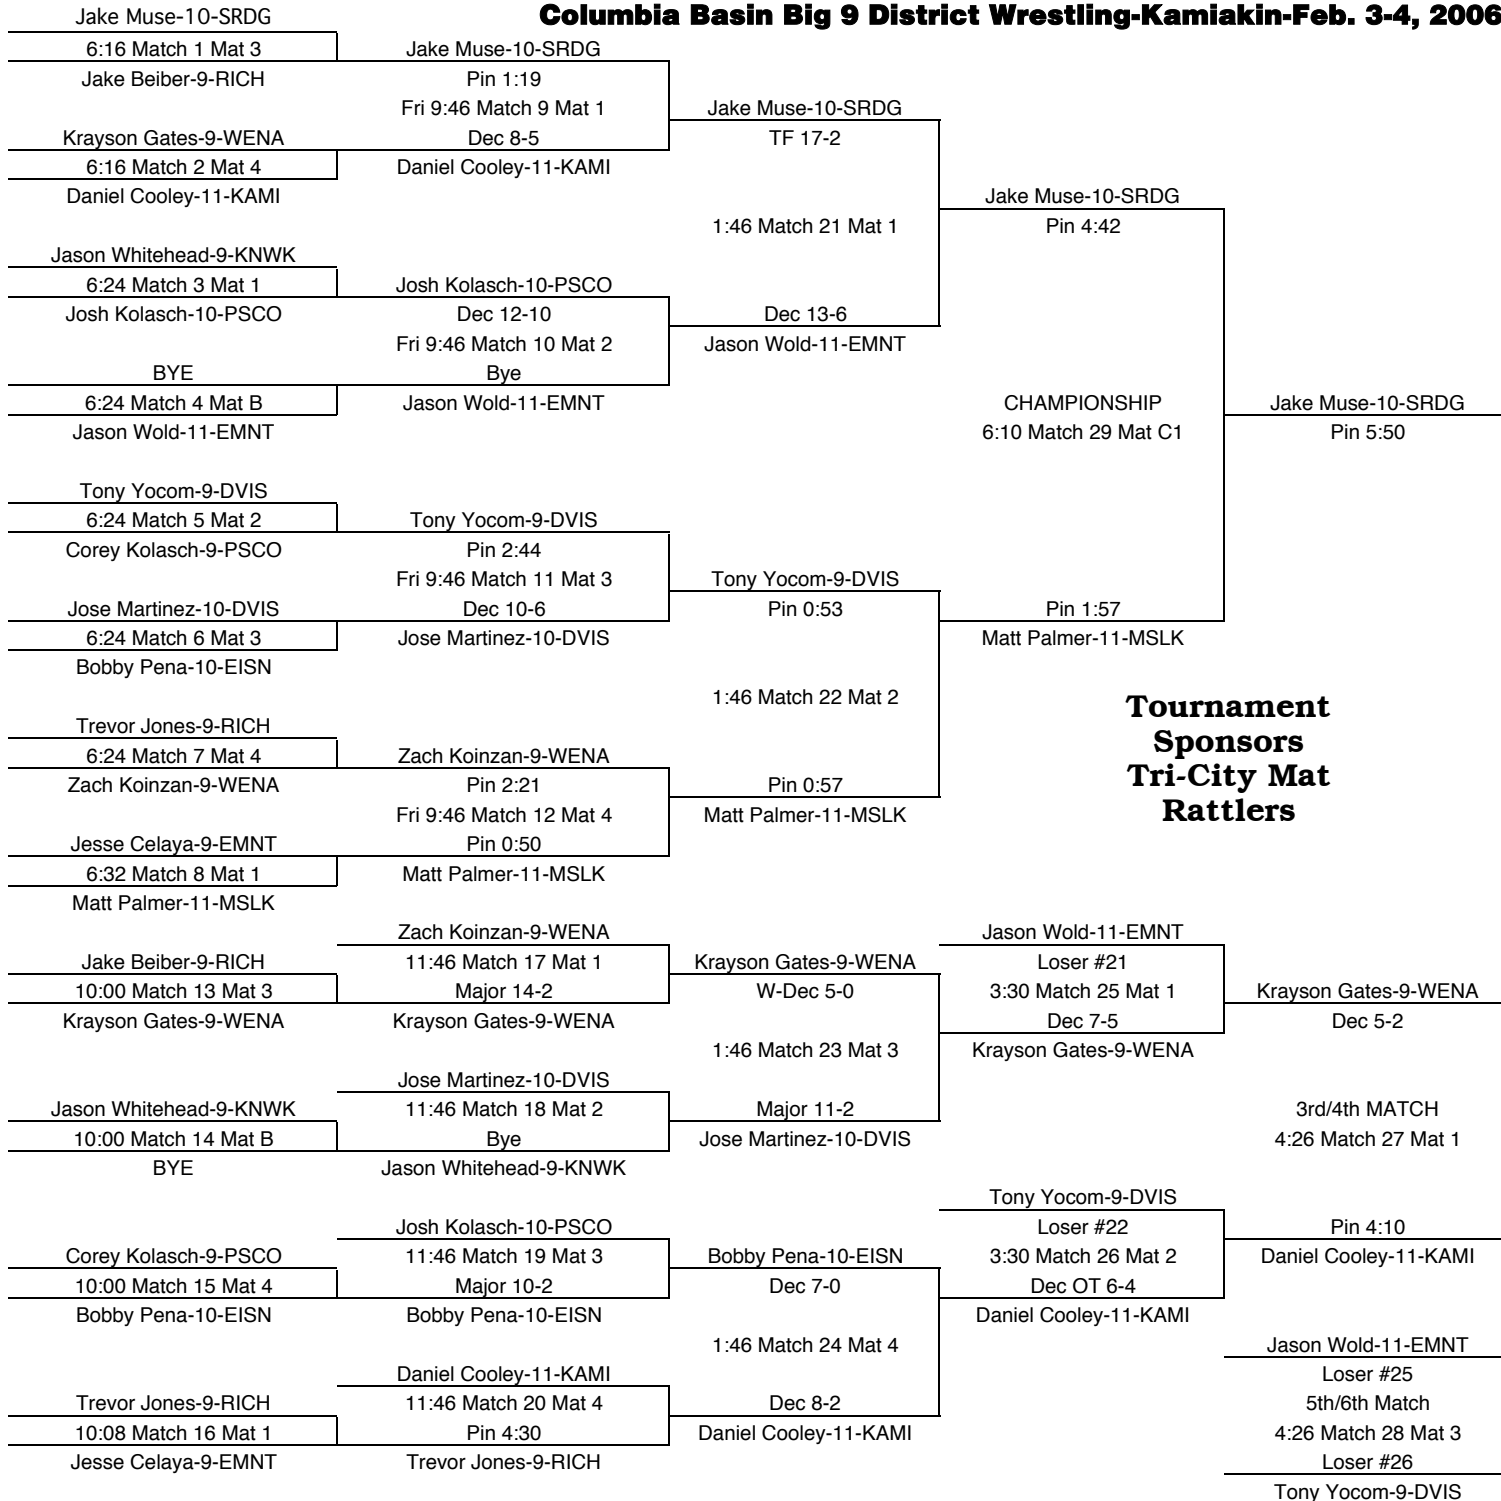 Columbia Basin Big 9 District Wrestling-Kamiakin-Feb. 3-4, 2006
Jake Muse-10-SRDG
6:16 Match 1 Mat 3
Jake Beiber-9-RICH
Krayson Gates-9-WENA
6:16 Match 2 Mat 4
Daniel Cooley-11-KAMI
Jason Whitehead-9-KNWK
6:24 Match 3 Mat 1
Josh Kolasch-10-PSCO
BYE
6:24 Match 4 Mat B
Jason Wold-11-EMNT
Tony Yocom-9-DVIS
6:24 Match 5 Mat 2
Corey Kolasch-9-PSCO
Jose Martinez-10-DVIS
6:24 Match 6 Mat 3
Bobby Pena-10-EISN
Trevor Jones-9-RICH
6:24 Match 7 Mat 4
Zach Koinzan-9-WENA
Jesse Celaya-9-EMNT
6:32 Match 8 Mat 1
Matt Palmer-11-MSLK
Jake Muse-10-SRDG
Pin 1:19
Fri 9:46 Match 9 Mat 1
Dec 8-5
Daniel Cooley-11-KAMI
Josh Kolasch-10-PSCO
Dec 12-10
Fri 9:46 Match 10 Mat 2
Bye
Jason Wold-11-EMNT
Tony Yocom-9-DVIS
Pin 2:44
Fri 9:46 Match 11 Mat 3
Dec 10-6
Jose Martinez-10-DVIS
Zach Koinzan-9-WENA
Pin 2:21
Fri 9:46 Match 12 Mat 4
Pin 0:50
Matt Palmer-11-MSLK
Jake Muse-10-SRDG
TF 17-2
1:46 Match 21 Mat 1
Dec 13-6
Jason Wold-11-EMNT
Tony Yocom-9-DVIS
Pin 0:53
1:46 Match 22 Mat 2
Pin 0:57
Matt Palmer-11-MSLK
Jake Muse-10-SRDG
Pin 4:42
CHAMPIONSHIP
6:10 Match 29 Mat C1
Pin 1:57
Matt Palmer-11-MSLK
Jake Muse-10-SRDG
Pin 5:50
Tournament
Sponsors
Tri-City Mat
Rattlers
Jake Beiber-9-RICH
10:00 Match 13 Mat 3
Krayson Gates-9-WENA
Jason Whitehead-9-KNWK
10:00 Match 14 Mat B
BYE
Corey Kolasch-9-PSCO
10:00 Match 15 Mat 4
Bobby Pena-10-EISN
Trevor Jones-9-RICH
10:08 Match 16 Mat 1
Jesse Celaya-9-EMNT
Zach Koinzan-9-WENA
11:46 Match 17 Mat 1
Major 14-2
Krayson Gates-9-WENA
Jose Martinez-10-DVIS
11:46 Match 18 Mat 2
Bye
Jason Whitehead-9-KNWK
Josh Kolasch-10-PSCO
11:46 Match 19 Mat 3
Major 10-2
Bobby Pena-10-EISN
Daniel Cooley-11-KAMI
11:46 Match 20 Mat 4
Pin 4:30
Trevor Jones-9-RICH
Krayson Gates-9-WENA
W-Dec 5-0
1:46 Match 23 Mat 3
Major 11-2
Jose Martinez-10-DVIS
Bobby Pena-10-EISN
Dec 7-0
1:46 Match 24 Mat 4
Dec 8-2
Daniel Cooley-11-KAMI
Jason Wold-11-EMNT
Loser #21
3:30 Match 25 Mat 1
Dec 7-5
Krayson Gates-9-WENA
Tony Yocom-9-DVIS
Loser #22
3:30 Match 26 Mat 2
Dec OT 6-4
Daniel Cooley-11-KAMI
Krayson Gates-9-WENA
Dec 5-2
3rd/4th MATCH
4:26 Match 27 Mat 1
Pin 4:10
Daniel Cooley-11-KAMI
Jason Wold-11-EMNT
Loser #25
5th/6th Match
4:26 Match 28 Mat 3
Loser #26
Tony Yocom-9-DVIS